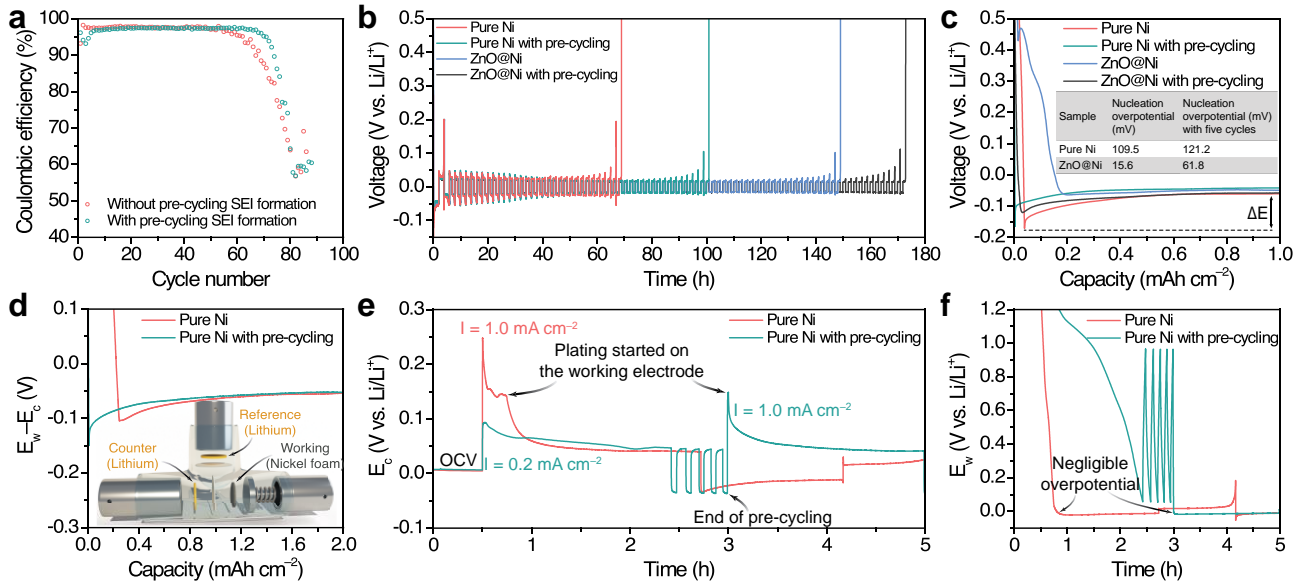 a
Coulombic efficiency (%)
100
90
80
70
60
50
40
0
20
40
60
80
100
Cycle number
Without pre-cycling SEI formation
With pre-cycling SEI formation
b
Voltage (V vs. Li/Li⁺)
0.5
0.4
0.3
0.2
0.1
0.0
-0.1
0
20
40
60
80
100
120
140
160
180
Time (h)
Pure Ni
Pure Ni with pre-cycling
ZnO@Ni
ZnO@Ni with pre-cycling
c
Voltage (V vs. Li/Li⁺)
0.5
0.4
0.3
0.2
0.1
0.0
-0.1
-0.2
0.0
0.2
0.4
0.6
0.8
1.0
Capacity (mAh cm⁻²)
Pure Ni
Pure Ni with pre-cycling
ZnO@Ni
ZnO@Ni with pre-cycling
Sample
Nucleation
overpotential
(mV)
Nucleation
overpotential (mV)
with five cycles
Pure Ni 109.5 121.2
ZnO@Ni 15.6 61.8
ΔE
d
E_w–E_c (V)
0.1
0.0
-0.1
-0.2
-0.3
0.0
0.4
0.8
1.2
1.6
2.0
Capacity (mAh cm⁻²)
Pure Ni
Pure Ni with pre-cycling
Reference
(Lithium)
Counter
(Lithium)
Working
(Nickel foam)
e
E_c (V vs. Li/Li⁺)
0.3
0.2
0.1
0.0
-0.1
0
1
2
3
4
5
Time (h)
Pure Ni
Pure Ni with pre-cycling
I = 1.0 mA cm⁻²
Plating started on
the working electrode
I = 1.0 mA cm⁻²
OCV
I = 0.2 mA cm⁻²
End of pre-cycling
f
E_w (V vs. Li/Li⁺)
1.2
1.0
0.8
0.6
0.4
0.2
0.0
0
1
2
3
4
5
Time (h)
Pure Ni
Pure Ni with pre-cycling
Negligible
overpotential